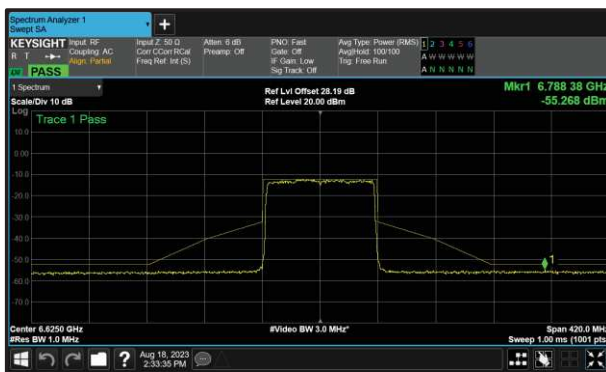 Spectrum Analyzer 1
Swept SA
KEYSIGHT Input: RF Input Z: 50 Ω Atten: 6 dB PNO: Fast Avg Type: Power (RMS) 1 2 3 4 5 6
R T Coupling: AC Corr CCorr RCal Preamp: Off Gate: Off Avg|Hold: 100/100 A W W W W W
Align: Partial Freq Ref: Int (S) IF Gain: Low Trig: Free Run A N N N N N
PASS Sig Track: Off
1 Spectrum Ref Lvl Offset 28.19 dB Mkr1 6.788 38 GHz
Scale/Div 10 dB Ref Level 20.00 dBm -55.268 dBm
Log Trace 1 Pass
10.0
0.00
-10.0
-20.0
-30.0
-40.0
-50.0
1
-60.0
-70.0
Center 6.6250 GHz #Video BW 3.0 MHz* Span 420.0 MHz
#Res BW 1.0 MHz Sweep 1.00 ms (1001 pts)
? Aug 18, 2023
2:33:35 PM